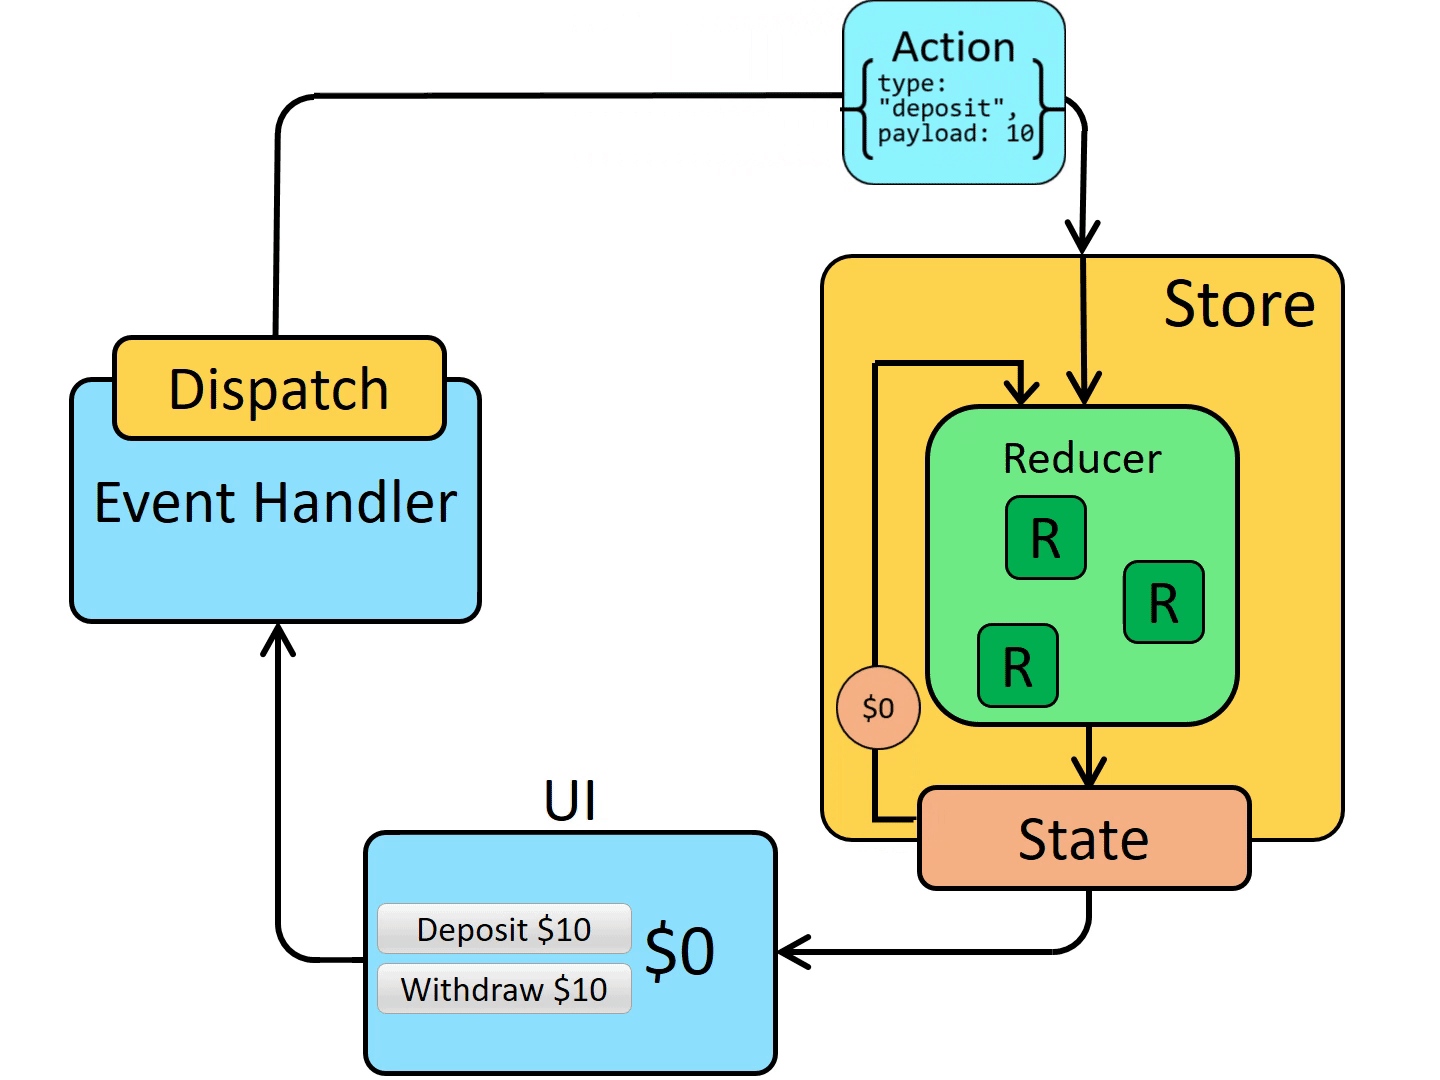 Action
{ type:
"deposit",
payload: 10 }
Store
Dispatch
Event Handler
Reducer
R
R
R
$0
State
UI
Deposit $10
$0
Withdraw $10